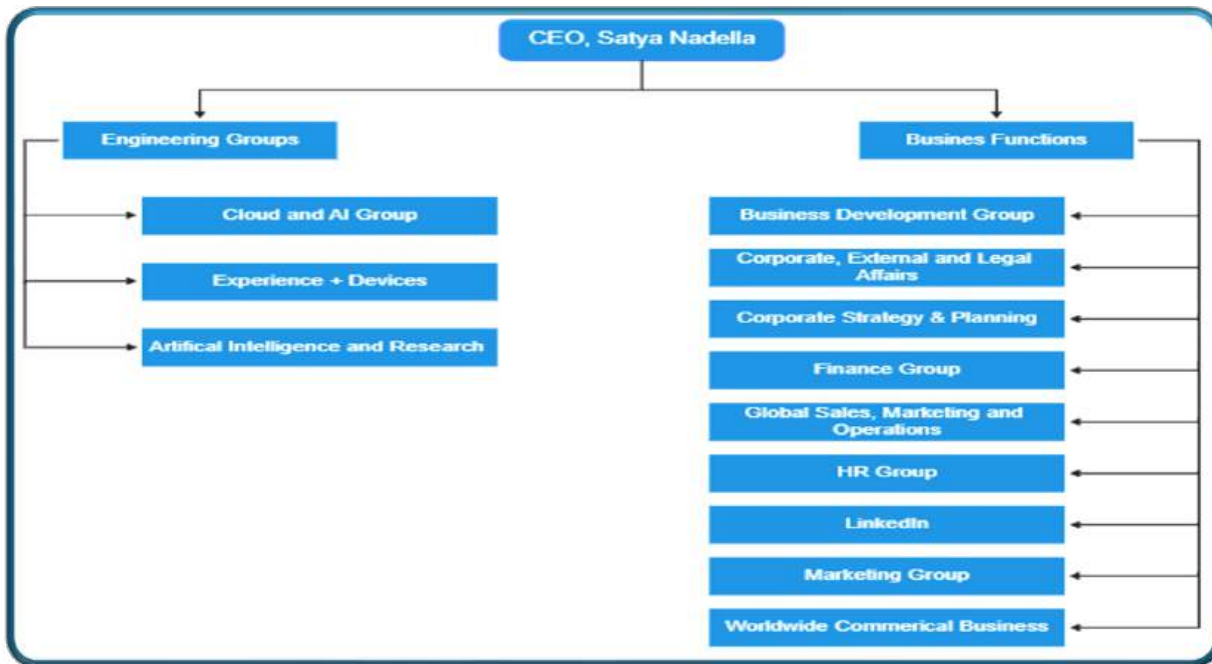 CEO, Satya Nadella
Engineering Groups
Busines Functions
Cloud and AI Group
Experience + Devices
Artifical Intelligence and Research
Business Development Group
Corporate, External and Legal
Affairs
Corporate Strategy & Planning
Finance Group
Global Sales, Marketing and
Operations
HR Group
LinkedIn
Marketing Group
Worldwide Commerical Business